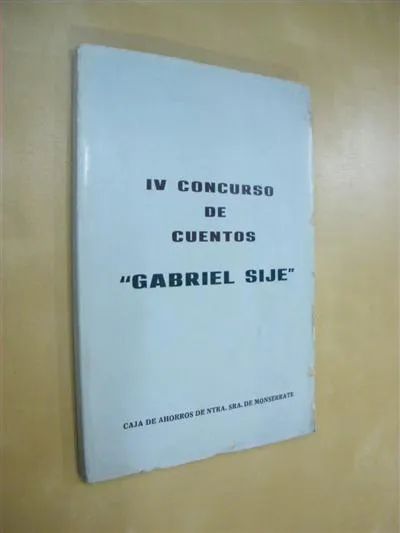 IV CONCURSO
DE
CUENTOS
"GABRIEL SIJE"
CAJA DE AHORROS DE NTRA. SRA. DE MONSERRATE